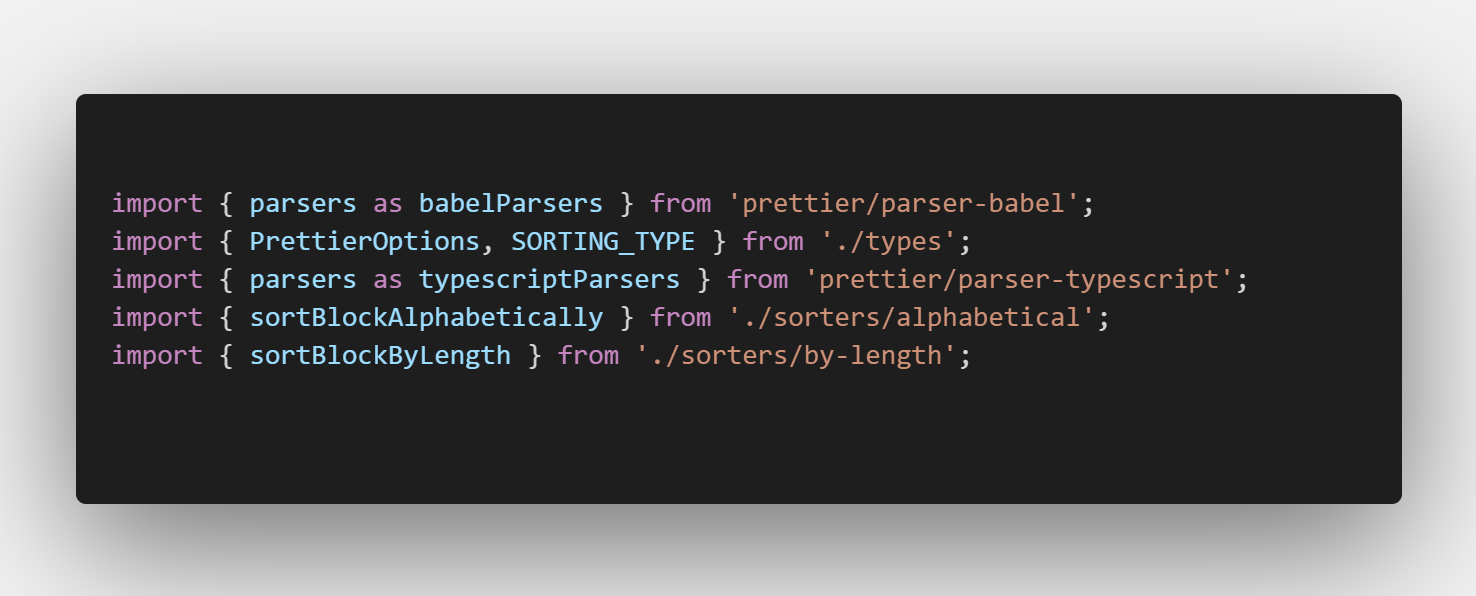 import { parsers as babelParsers } from 'prettier/parser-babel';
import { PrettierOptions, SORTING_TYPE } from './types';
import { parsers as typescriptParsers } from 'prettier/parser-typescript';
import { sortBlockAlphabetically } from './sorters/alphabetical';
import { sortBlockByLength } from './sorters/by-length';